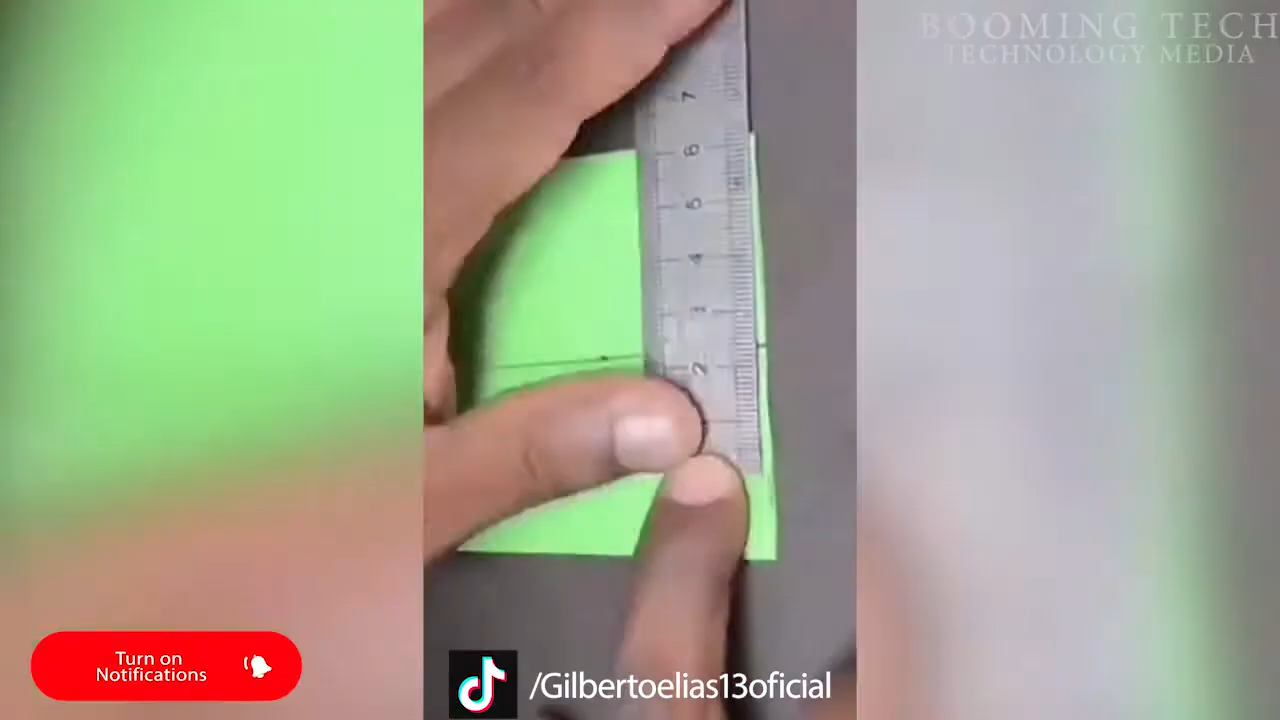 BOOMING TECH
TECHNOLOGY MEDIA
7
6
5
4
3
2
Turn on
Notifications
/Gilbertoelias13oficial